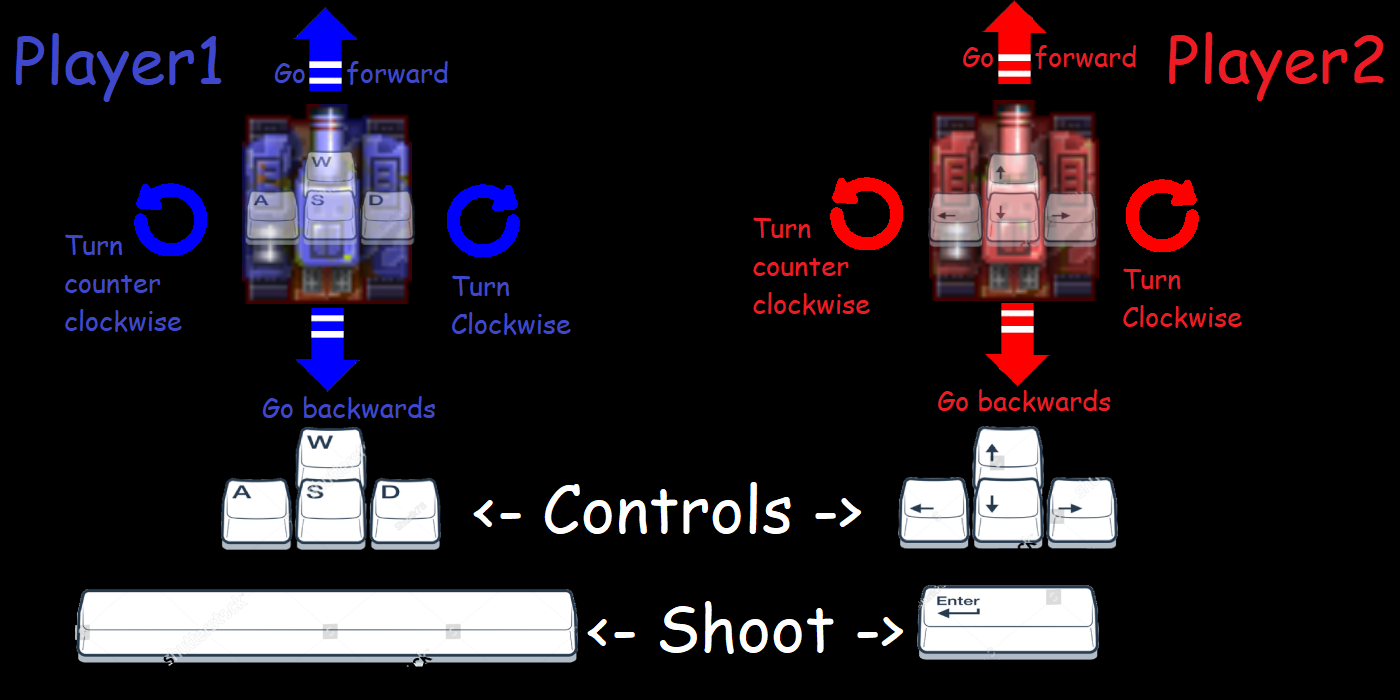 Player1
Go forward
W
A S D
Turn
counter
clockwise
Turn
Clockwise
Go backwards
Player2
Go forward
↑
← ↓ →
Turn
counter
clockwise
Turn
Clockwise
Go backwards
W
A S D
<- Controls ->
↑
← ↓ →
<- Shoot ->
Enter